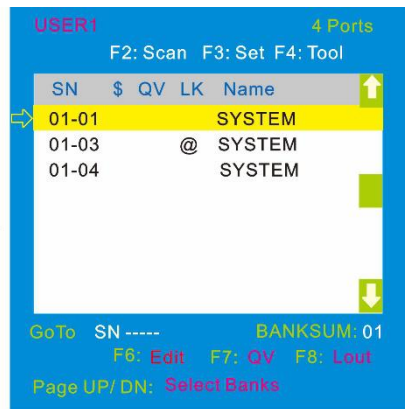 USER1 4 Ports
F2: Scan F3: Set F4: Tool
SN $ QV LK Name
01-01 SYSTEM
01-03 @ SYSTEM
01-04 SYSTEM
GoTo SN ----- BANKSUM: 01
F6: Edit F7: QV F8: Lout
Page UP/ DN: Select Banks